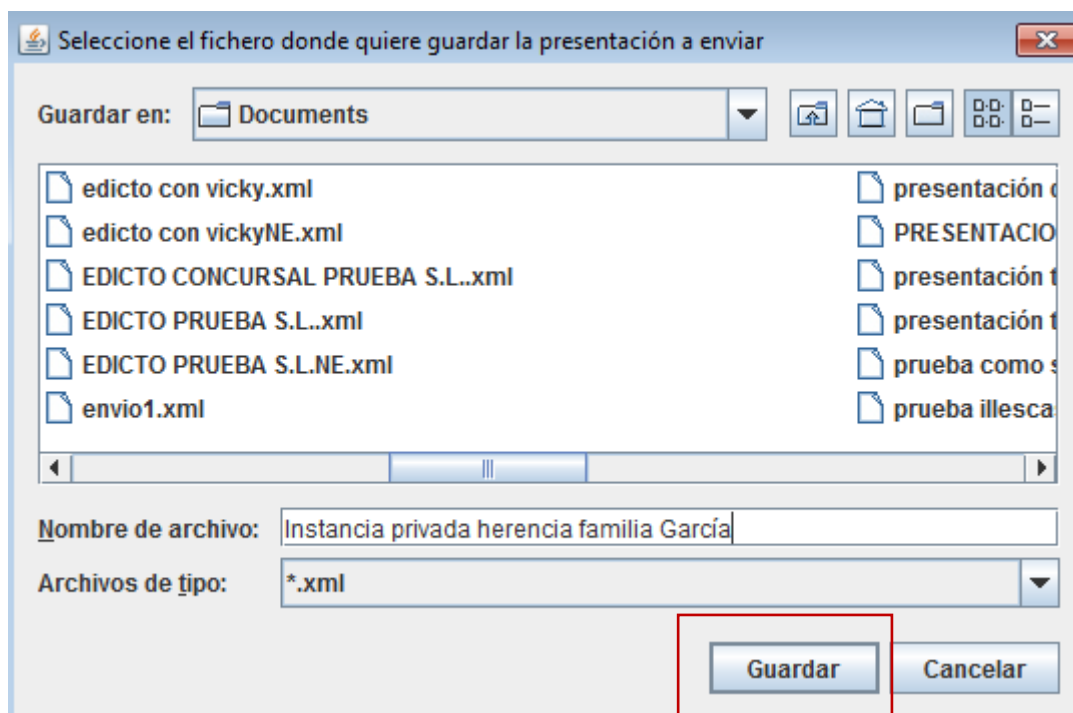 Seleccione el fichero donde quiere guardar la presentación a enviar
Guardar en: Documents
edicto con vicky.xml
edicto con vickyNE.xml
EDICTO CONCURSAL PRUEBA S.L..xml
EDICTO PRUEBA S.L..xml
EDICTO PRUEBA S.L.NE.xml
envio1.xml
presentación
PRESENTACIO
presentación t
presentación t
prueba como s
prueba illesca
Nombre de archivo: Instancia privada herencia familia García
Archivos de tipo: *.xml
Guardar Cancelar